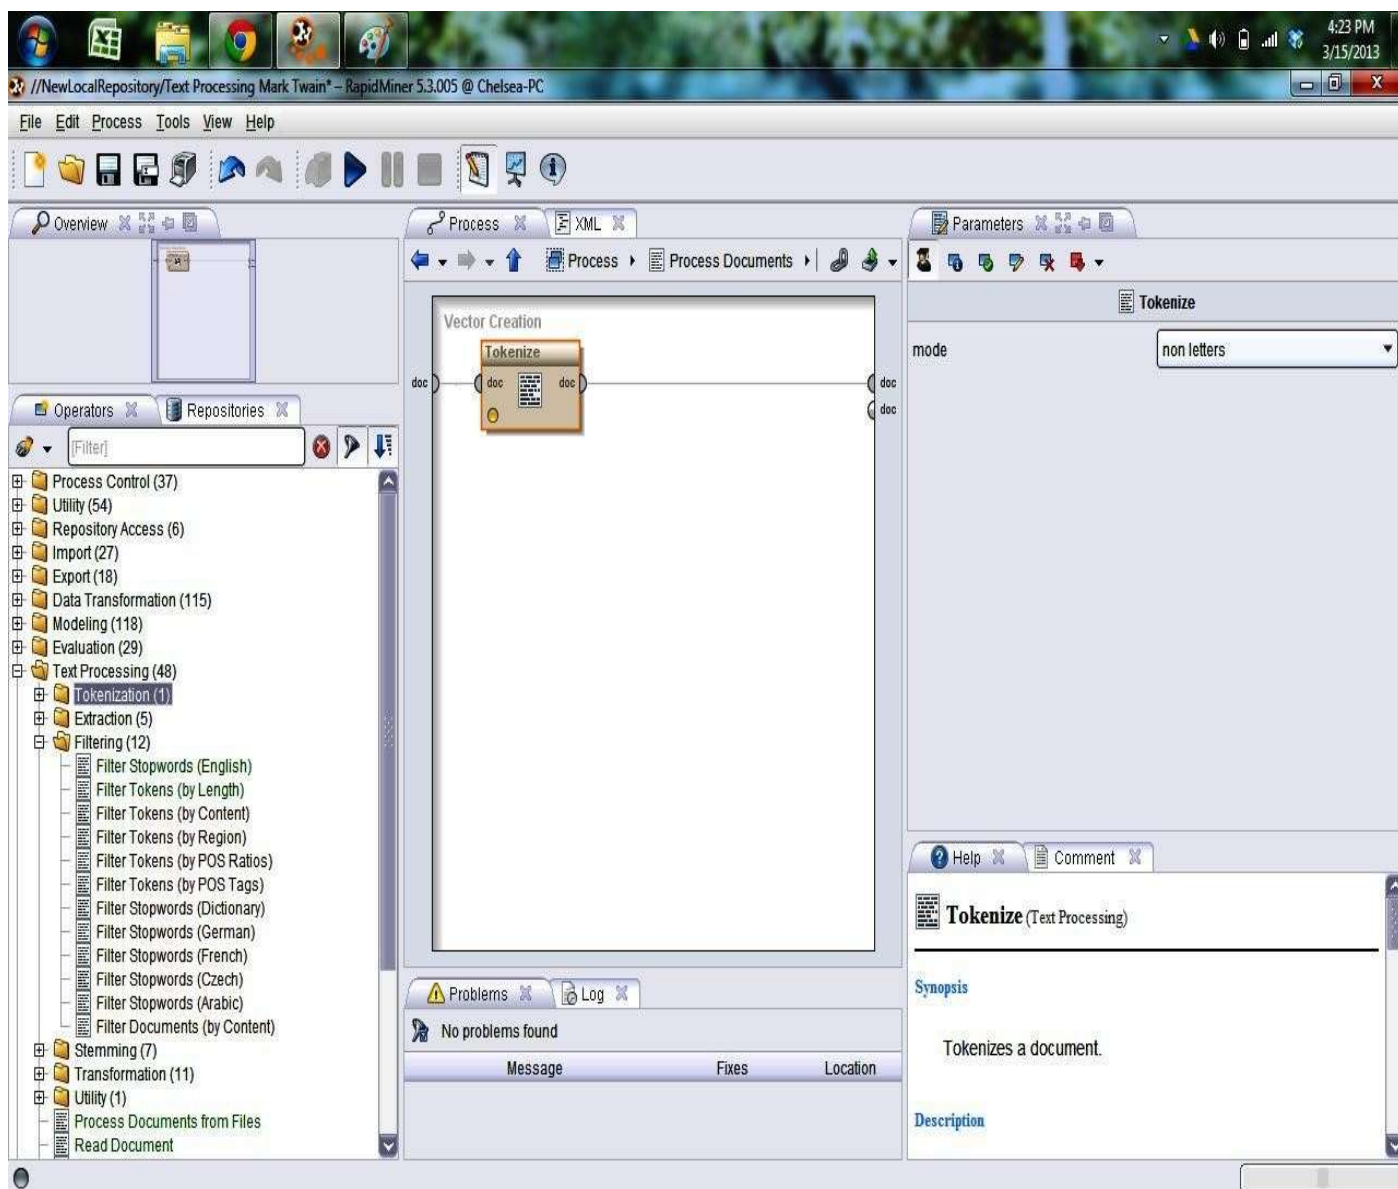 4:23 PM
3/15/2013
//NewLocalRepository/Text Processing Mark Twain* – RapidMiner 5.3.005 @ Chelsea-PC
File Edit Process Tools View Help
Overview
Process XML
Parameters
Process Process Documents
Tokenize
mode non letters
Vector Creation
Tokenize
doc doc doc doc
doc
Operators Repositories
[Filter]
Process Control (37)
Utility (54)
Repository Access (6)
Import (27)
Export (18)
Data Transformation (115)
Modeling (118)
Evaluation (29)
Text Processing (48)
Tokenization (1)
Extraction (5)
Filtering (12)
Filter Stopwords (English)
Filter Tokens (by Length)
Filter Tokens (by Content)
Filter Tokens (by Region)
Filter Tokens (by POS Ratios)
Filter Tokens (by POS Tags)
Filter Stopwords (Dictionary)
Filter Stopwords (German)
Filter Stopwords (French)
Filter Stopwords (Czech)
Filter Stopwords (Arabic)
Filter Documents (by Content)
Stemming (7)
Transformation (11)
Utility (1)
Process Documents from Files
Read Document
Problems Log
No problems found
Message Fixes Location
Help Comment
Tokenize (Text Processing)
Synopsis
Tokenizes a document.
Description